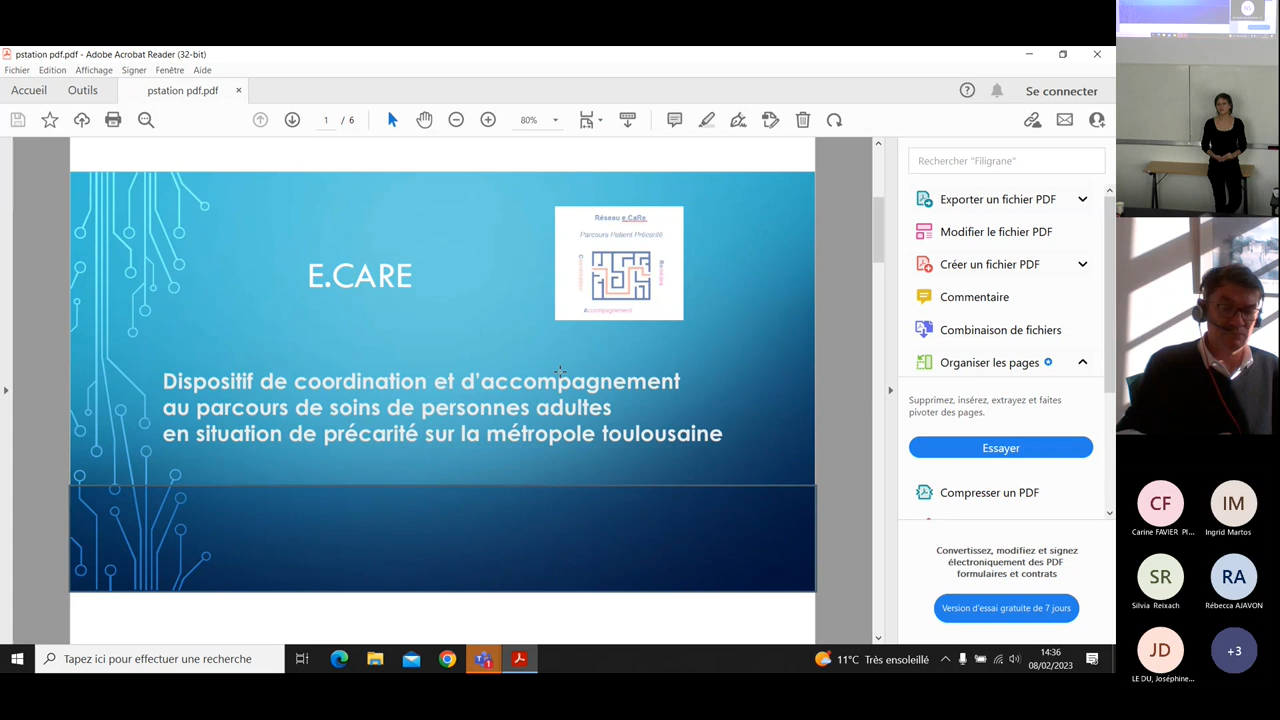 pstation pdf.pdf - Adobe Acrobat Reader (32-bit)
Fichier Edition Affichage Signer Fenêtre Aide
Accueil Outils pstation pdf.pdf × Se connecter
1 / 6 80%
Réseau e.CaRe
Parcours Patient Précarité
Accompagnement
E.CARE
Dispositif de coordination et d'accompagnement
au parcours de soins de personnes adultes
en situation de précarité sur la métropole toulousaine
Rechercher "Filigrane"
Exporter un fichier PDF
Modifier le fichier PDF
Créer un fichier PDF
Commentaire
Combinaison de fichiers
Organiser les pages
Supprimez, insérez, extrayez et faites
pivoter des pages.
Essayer
Compresser un PDF
Convertissez, modifiez et signez
électroniquement des PDF
formulaires et contrats
Version d'essai gratuite de 7 jours
Tapez ici pour effectuer une recherche
11°C Très ensoleillé
14:36
08/02/2023
CF
Carine FAVIER PI...
IM
Ingrid Martos
SR
Silvia Reixach
RA
Rébecca AJAVON
JD
LE DU, Joséphine...
+3